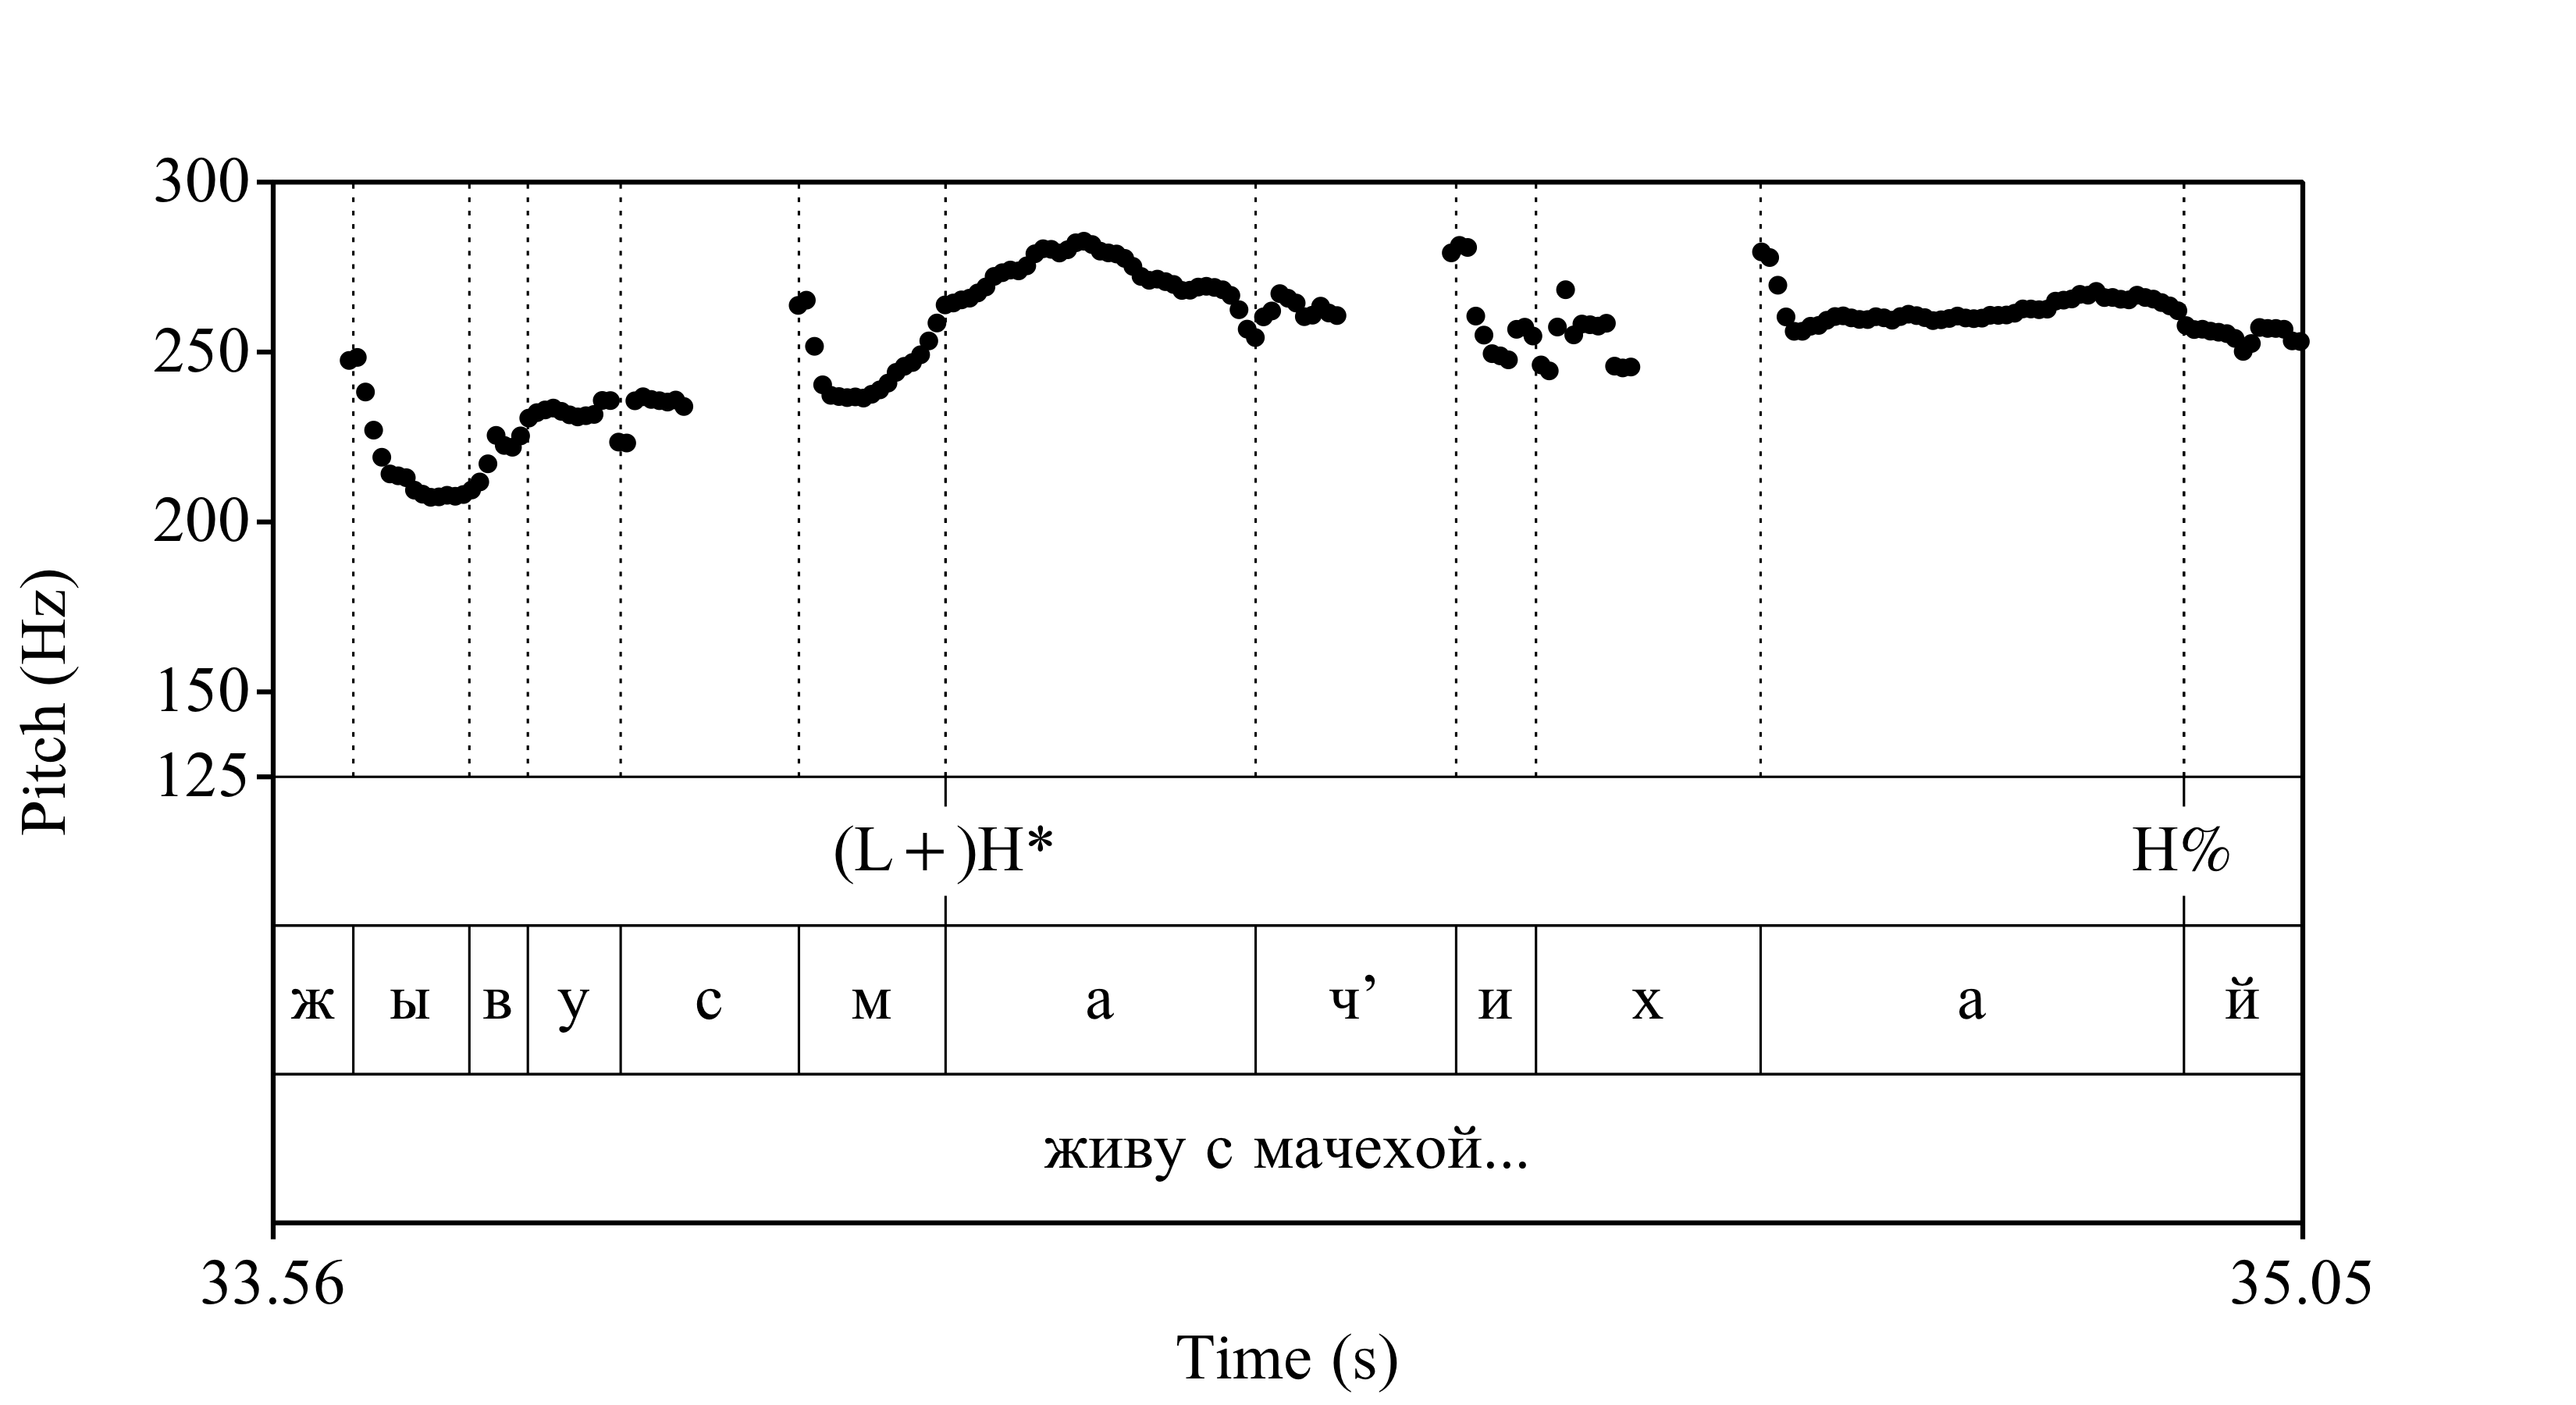 300
250
200
150
125
Pitch (Hz)
(L+)H* H%
ж ы в у с м а ч’ и х а й
живу с мачехой...
33.56 35.05
Time (s)